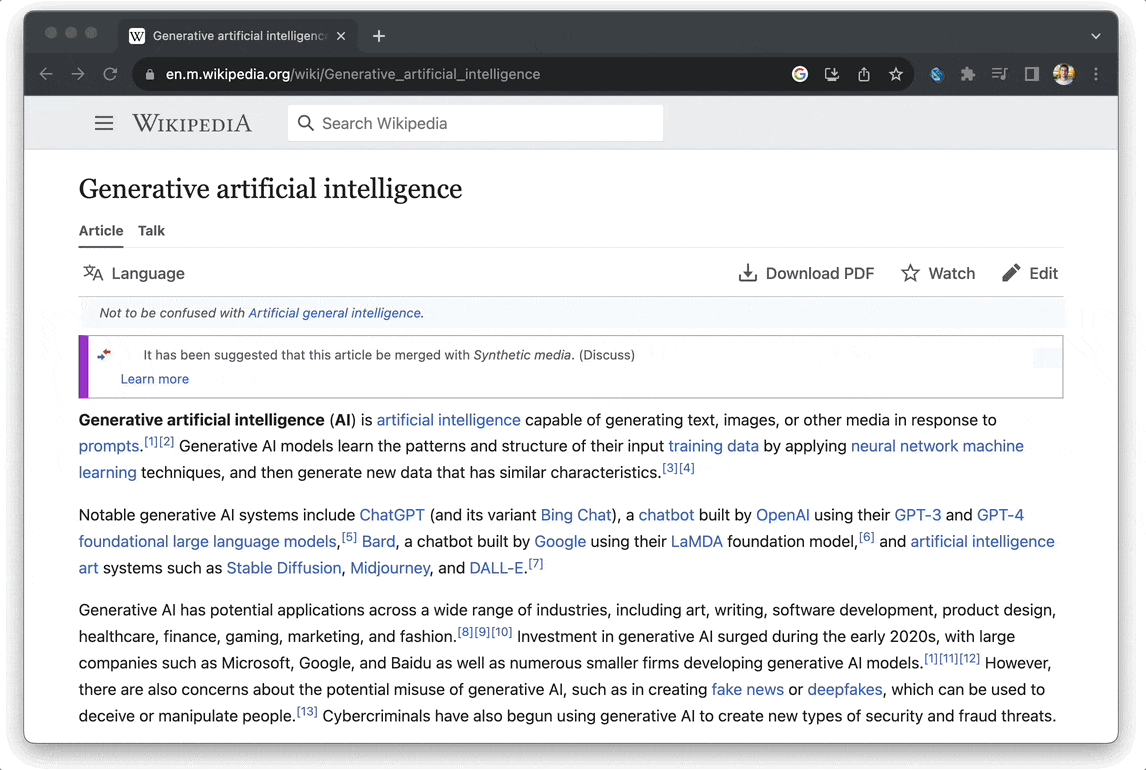 Generative artificial intelligenc
en.m.wikipedia.org/wiki/Generative_artificial_intelligence
WIKIPEDIA
Search Wikipedia
Generative artificial intelligence
Article Talk
Language Download PDF Watch Edit
Not to be confused with Artificial general intelligence.
It has been suggested that this article be merged with Synthetic media. (Discuss)
Learn more
Generative artificial intelligence (AI) is artificial intelligence capable of generating text, images, or other media in response to
prompts.[1][2] Generative AI models learn the patterns and structure of their input training data by applying neural network machine
learning techniques, and then generate new data that has similar characteristics.[3][4]
Notable generative AI systems include ChatGPT (and its variant Bing Chat), a chatbot built by OpenAI using their GPT-3 and GPT-4
foundational large language models,[5] Bard, a chatbot built by Google using their LaMDA foundation model,[6] and artificial intelligence
art systems such as Stable Diffusion, Midjourney, and DALL-E.[7]
Generative AI has potential applications across a wide range of industries, including art, writing, software development, product design,
healthcare, finance, gaming, marketing, and fashion.[8][9][10] Investment in generative AI surged during the early 2020s, with large
companies such as Microsoft, Google, and Baidu as well as numerous smaller firms developing generative AI models.[1][11][12] However,
there are also concerns about the potential misuse of generative AI, such as in creating fake news or deepfakes, which can be used to
deceive or manipulate people.[13] Cybercriminals have also begun using generative AI to create new types of security and fraud threats.